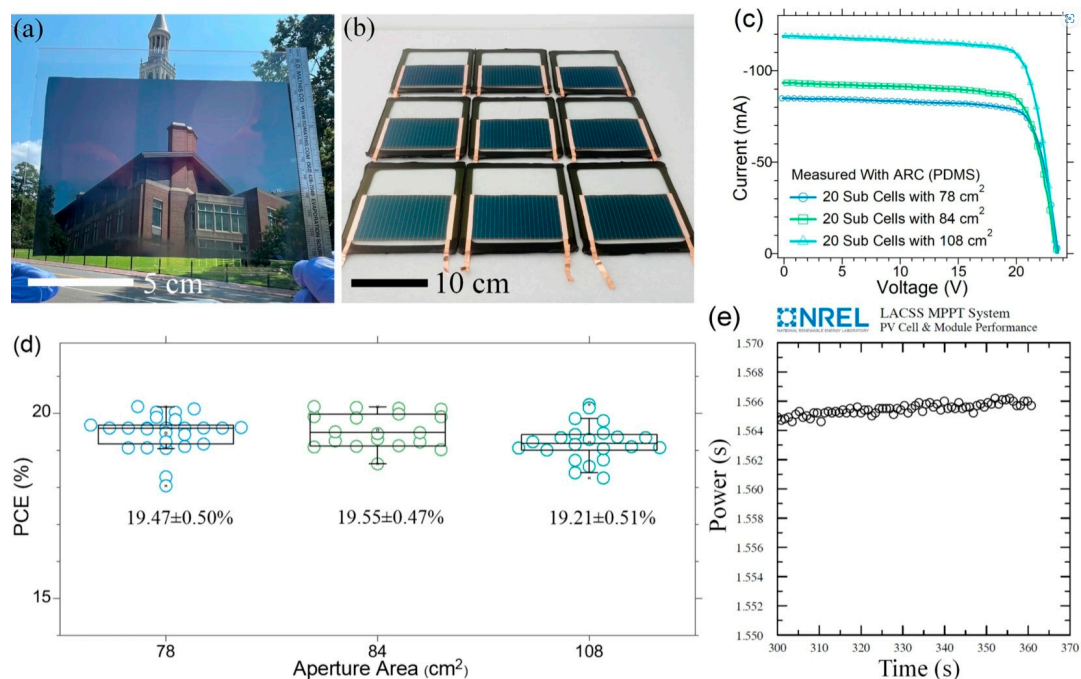 (a)
5 cm
(b)
10 cm
(c)
-100
-50
0
Current (mA)
Measured With ARC (PDMS)
20 Sub Cells with 78 cm²
20 Sub Cells with 84 cm²
20 Sub Cells with 108 cm²
0 5 10 15 20
Voltage (V)
(d)
20
15
PCE (%)
19.47±0.50%
19.55±0.47%
19.21±0.51%
78 84 108
Aperture Area (cm²)
(e)
NREL
NATIONAL RENEWABLE ENERGY LABORATORY
LACSS MPPT System
PV Cell & Module Performance
1.570
1.568
1.566
1.564
1.562
1.560
1.558
1.556
1.554
1.552
1.550
Power (s)
300 310 320 330 340 350 360 370
Time (s)